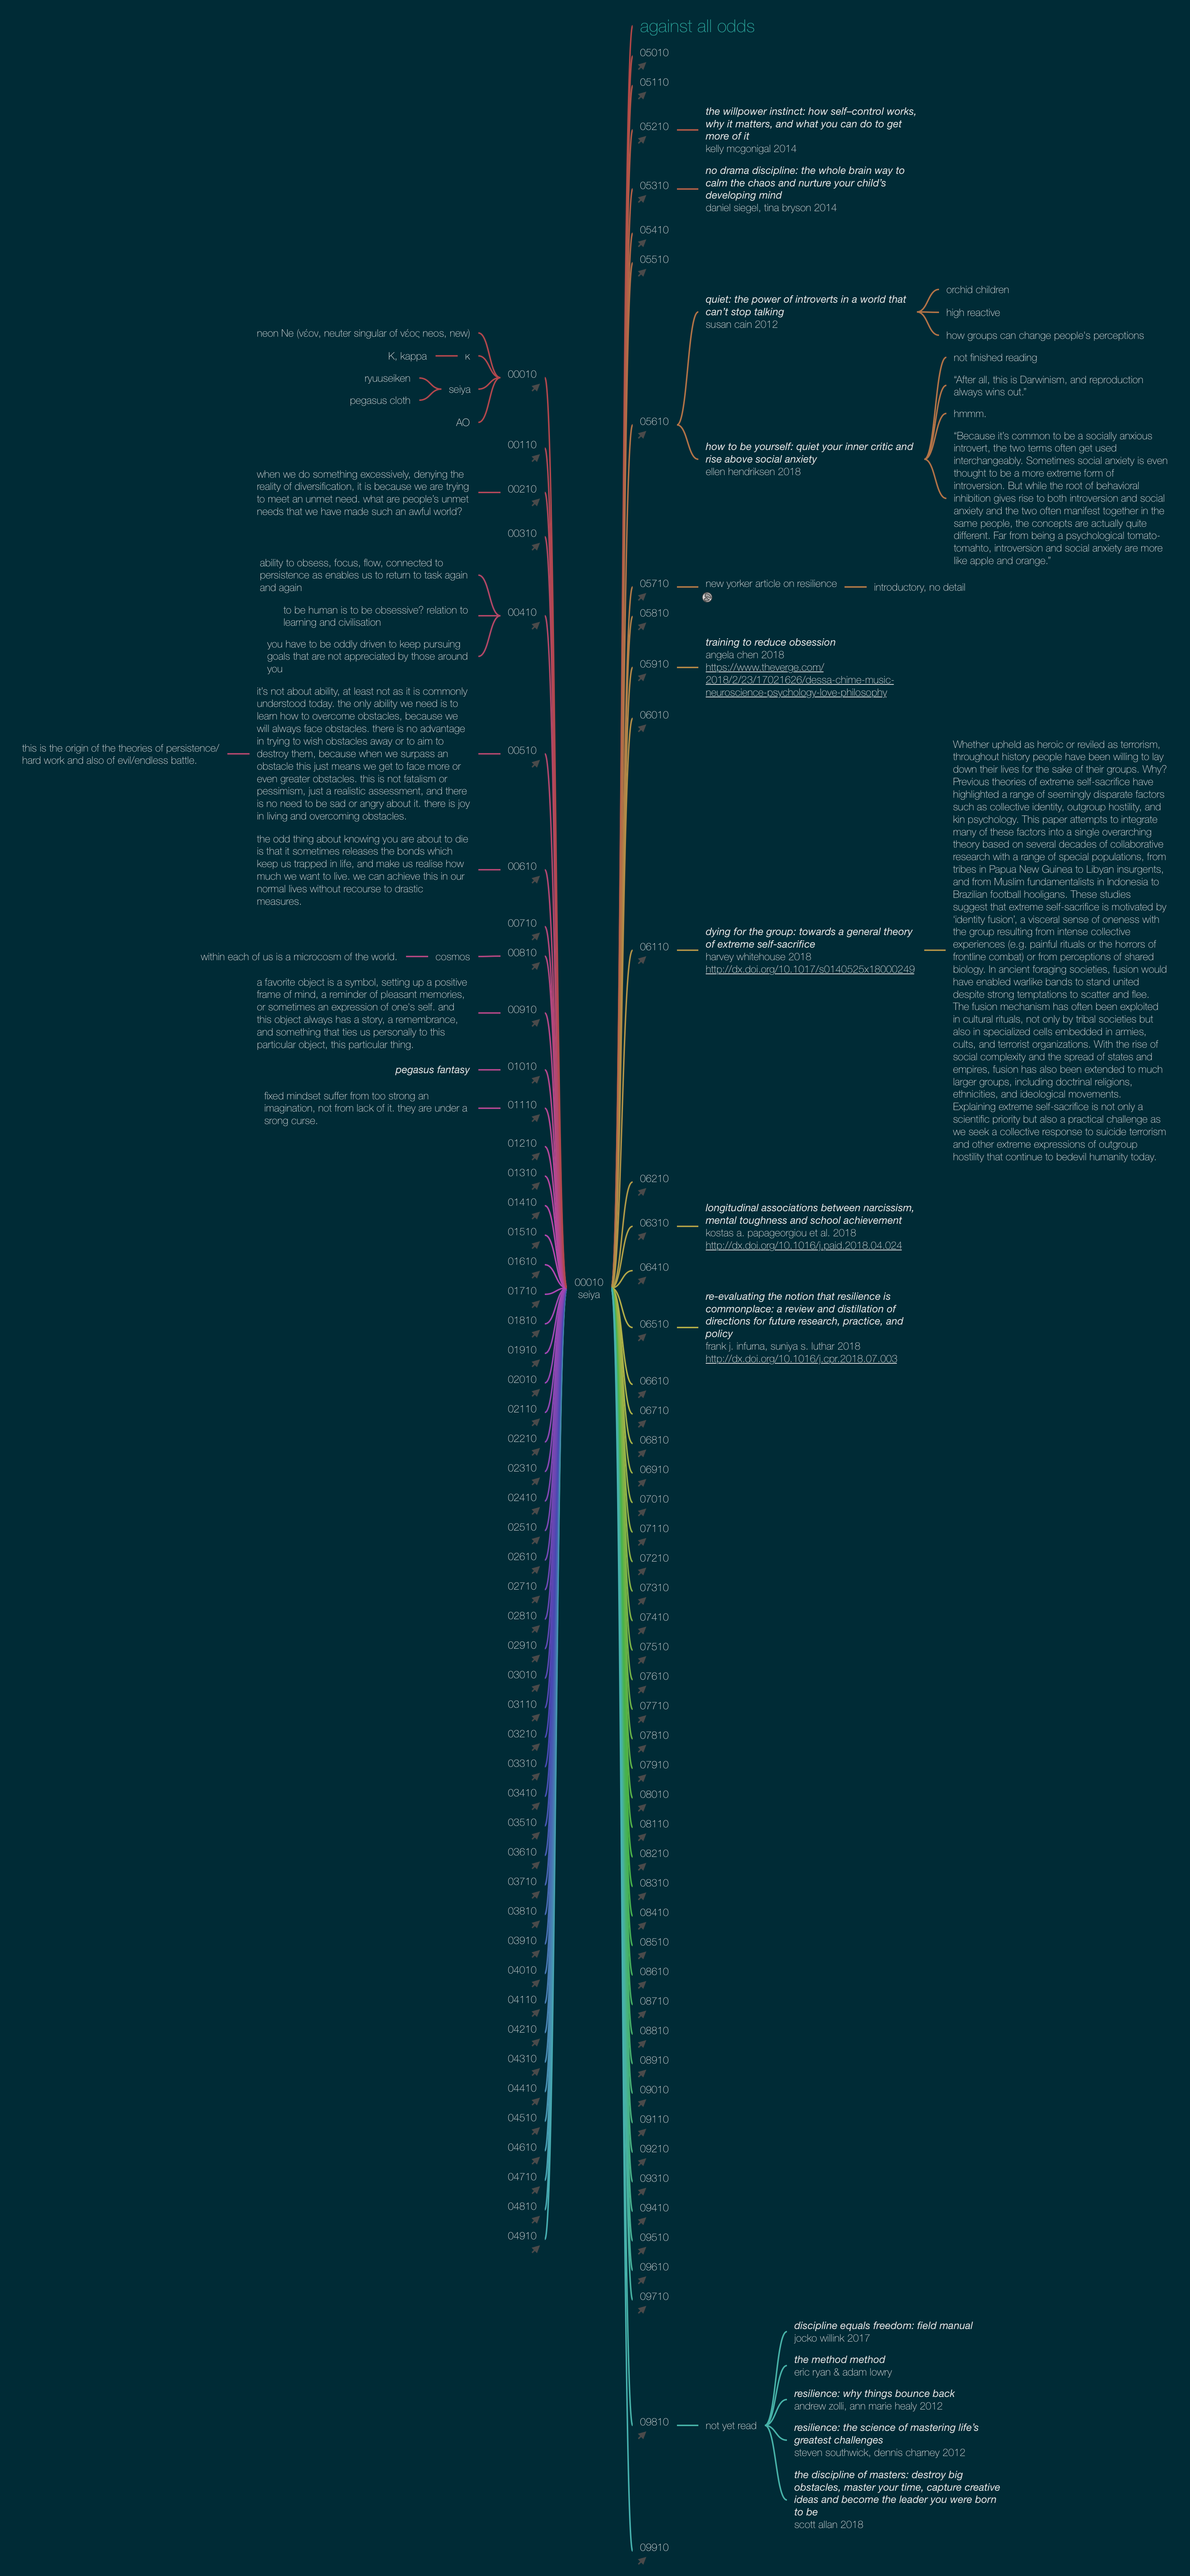 against all odds
05010
05110
05210
the willpower instinct: how self–control works,
why it matters, and what you can do to get
more of it
kelly mcgonigal 2014
05310
no drama discipline: the whole brain way to
calm the chaos and nurture your child’s
developing mind
daniel siegel, tina bryson 2014
05410
05510
05610
quiet: the power of introverts in a world that
can’t stop talking
susan cain 2012
orchid children
high reactive
how groups can change people's perceptions
how to be yourself: quiet your inner critic and
rise above social anxiety
ellen hendriksen 2018
not finished reading
“After all, this is Darwinism, and reproduction
always wins out.”
hmmm.
“Because it’s common to be a socially anxious
introvert, the two terms often get used
interchangeably. Sometimes social anxiety is even
thought to be a more extreme form of
introversion. But while the root of behavioral
inhibition gives rise to both introversion and social
anxiety and the two often manifest together in the
same people, the concepts are actually quite
different. Far from being a psychological tomato-
tomahto, introversion and social anxiety are more
like apple and orange.”
05710
new yorker article on resilience
introductory, no detail
05810
05910
training to reduce obsession
angela chen 2018
https://www.theverge.com/
2018/2/23/17021626/dessa-chime-music-
neuroscience-psychology-love-philosophy
06010
06110
dying for the group: towards a general theory
of extreme self-sacrifice
harvey whitehouse 2018
http://dx.doi.org/10.1017/s0140525x18000249
Whether upheld as heroic or reviled as terrorism,
throughout history people have been willing to lay
down their lives for the sake of their groups. Why?
Previous theories of extreme self-sacrifice have
highlighted a range of seemingly disparate factors
such as collective identity, outgroup hostility, and
kin psychology. This paper attempts to integrate
many of these factors into a single overarching
theory based on several decades of collaborative
research with a range of special populations, from
tribes in Papua New Guinea to Libyan insurgents,
and from Muslim fundamentalists in Indonesia to
Brazilian football hooligans. These studies
suggest that extreme self-sacrifice is motivated by
‘identity fusion’, a visceral sense of oneness with
the group resulting from intense collective
experiences (e.g. painful rituals or the horrors of
frontline combat) or from perceptions of shared
biology. In ancient foraging societies, fusion would
have enabled warlike bands to stand united
despite strong temptations to scatter and flee.
The fusion mechanism has often been exploited
in cultural rituals, not only by tribal societies but
also in specialized cells embedded in armies,
cults, and terrorist organizations. With the rise of
social complexity and the spread of states and
empires, fusion has also been extended to much
larger groups, including doctrinal religions,
ethnicities, and ideological movements.
Explaining extreme self-sacrifice is not only a
scientific priority but also a practical challenge as
we seek a collective response to suicide terrorism
and other extreme expressions of outgroup
hostility that continue to bedevil humanity today.
06210
06310
longitudinal associations between narcissism,
mental toughness and school achievement
kostas a. papageorgiou et al. 2018
http://dx.doi.org/10.1016/j.paid.2018.04.024
06410
06510
re-evaluating the notion that resilience is
commonplace: a review and distillation of
directions for future research, practice, and
policy
frank j. infurna, suniya s. luthar 2018
http://dx.doi.org/10.1016/j.cpr.2018.07.003
06610
06710
06810
06910
07010
07110
07210
07310
07410
07510
07610
07710
07810
07910
08010
08110
08210
08310
08410
08510
08610
08710
08810
08910
09010
09110
09210
09310
09410
09510
09610
09710
09810
not yet read
discipline equals freedom: field manual
jocko willink 2017
the method method
eric ryan & adam lowry
resilience: why things bounce back
andrew zolli, ann marie healy 2012
resilience: the science of mastering life’s
greatest challenges
steven southwick, dennis charney 2012
the discipline of masters: destroy big
obstacles, master your time, capture creative
ideas and become the leader you were born
to be
scott allan 2018
09910
00010
seiya
00010
neon Ne (νέον, neuter singular of νέος neos, new)
K, kappa
κ
ryuuseiken
pegasus cloth
seiya
AO
00110
00210
when we do something excessively, denying the
reality of diversification, it is because we are trying
to meet an unmet need. what are people’s unmet
needs that we have made such an awful world?
00310
00410
ability to obsess, focus, flow, connected to
persistence as enables us to return to task again
and again
to be human is to be obsessive? relation to
learning and civilisation
you have to be oddly driven to keep pursuing
goals that are not appreciated by those around
you
00510
it’s not about ability, at least not as it is commonly
understood today. the only ability we need is to
learn how to overcome obstacles, because we
will always face obstacles. there is no advantage
in trying to wish obstacles away or to aim to
destroy them, because when we surpass an
obstacle this just means we get to face more or
even greater obstacles. this is not fatalism or
pessimism, just a realistic assessment, and there
is no need to be sad or angry about it. there is joy
in living and overcoming obstacles.
this is the origin of the theories of persistence/
hard work and also of evil/endless battle.
00610
the odd thing about knowing you are about to die
is that it sometimes releases the bonds which
keep us trapped in life, and make us realise how
much we want to live. we can achieve this in our
normal lives without recourse to drastic
measures.
00710
00810
cosmos
within each of us is a microcosm of the world.
00910
a favorite object is a symbol, setting up a positive
frame of mind, a reminder of pleasant memories,
or sometimes an expression of one’s self. and
this object always has a story, a remembrance,
and something that ties us personally to this
particular object, this particular thing.
01010
pegasus fantasy
01110
fixed mindset suffer from too strong an
imagination, not from lack of it. they are under a
srong curse.
01210
01310
01410
01510
01610
01710
01810
01910
02010
02110
02210
02310
02410
02510
02610
02710
02810
02910
03010
03110
03210
03310
03410
03510
03610
03710
03810
03910
04010
04110
04210
04310
04410
04510
04610
04710
04810
04910